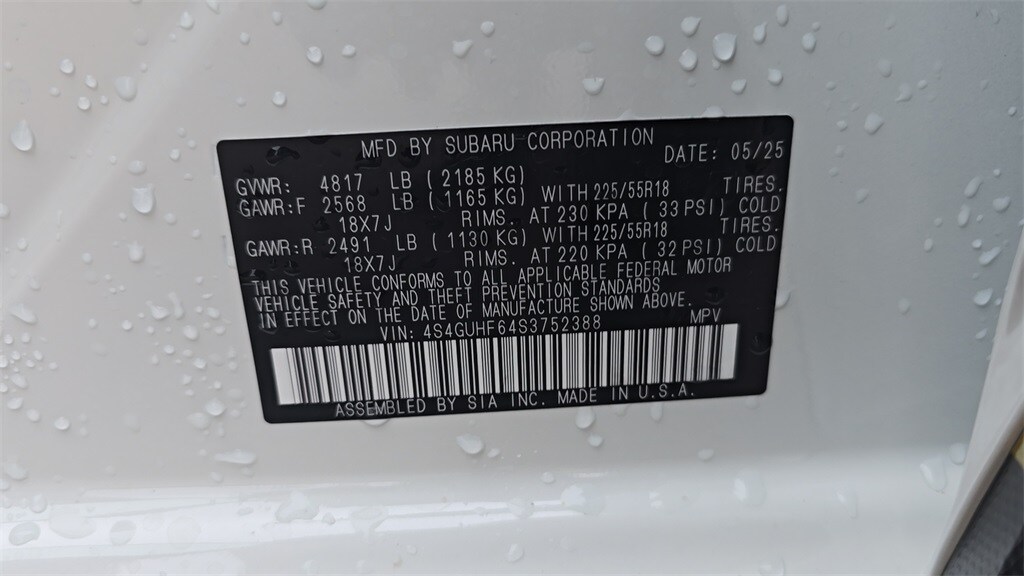 MFD BY SUBARU CORPORATION DATE: 05/25
GVWR: 4817 LB ( 2185 KG)
GAWR:F 2568 LB ( 1165 KG) WITH 225/55R18 TIRES.
18X7J RIMS. AT 230 KPA ( 33 PSI) COLD
GAWR:R 2491 LB ( 1130 KG) WITH 225/55R18 TIRES.
18X7J RIMS. AT 220 KPA ( 32 PSI) COLD
THIS VEHICLE CONFORMS TO ALL APPLICABLE FEDERAL MOTOR
VEHICLE SAFETY AND THEFT PREVENTION STANDARDS
IN EFFECT ON THE DATE OF MANUFACTURE SHOWN ABOVE.
VIN: 4S4GUHF64S3752388 MPV
ASSEMBLED BY SIA INC. MADE IN U.S.A.